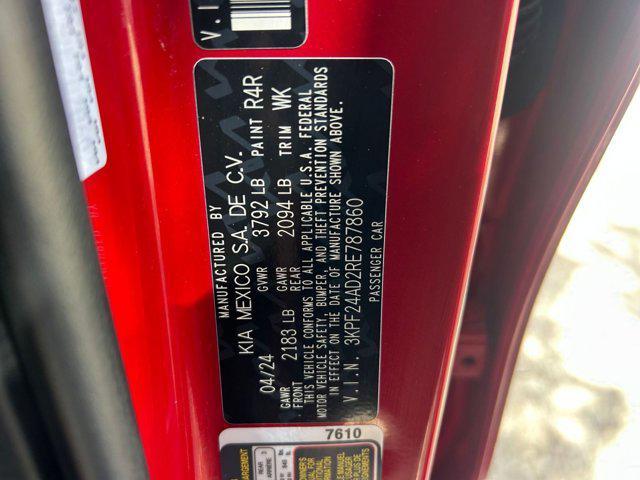 V.I
MANUFACTURED BY
KIA MEXICO S.A. DE C.V.
04/24 GVWR 3792 LB PAINT R4R
GAWR FRONT 2183 LB GAWR REAR 2094 LB TRIM WK
THIS VEHICLE CONFORMS TO ALL APPLICABLE U.S.A. FEDERAL
MOTOR VEHICLE SAFETY, BUMPER, AND THEFT PREVENTION STANDARDS
IN EFFECT ON THE DATE OF MANUFACTURE SHOWN ABOVE.
V.I.N. 3KPF24AD2RE787860
PASSENGER CAR
7610
REAR
ARRIERE